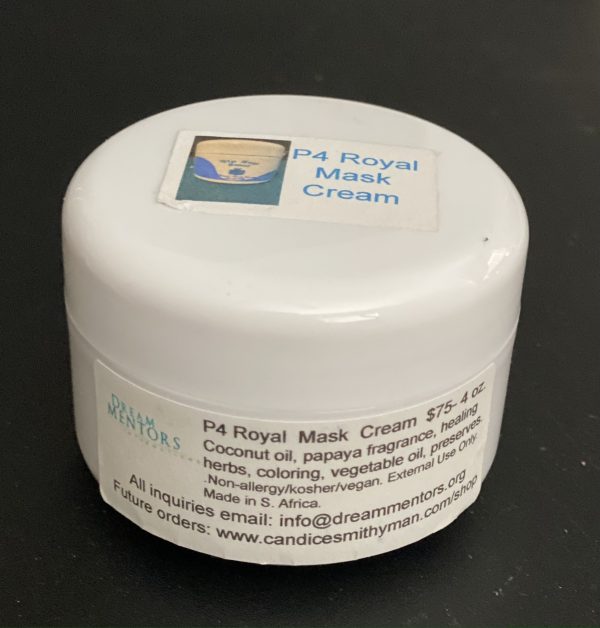 P4 Royal
Mask
Cream
DREAM
MENTORS
P4 Royal Mask Cream $75- 4 oz.
Coconut oil, papaya fragrance, healing
herbs, coloring, vegetable oil, preserves.
.Non-allergy/kosher/vegan. External Use Only.
Made in S. Africa.
All inquiries email: info@dreammentors.org
Future orders: www.candicesmithyman.com/shop